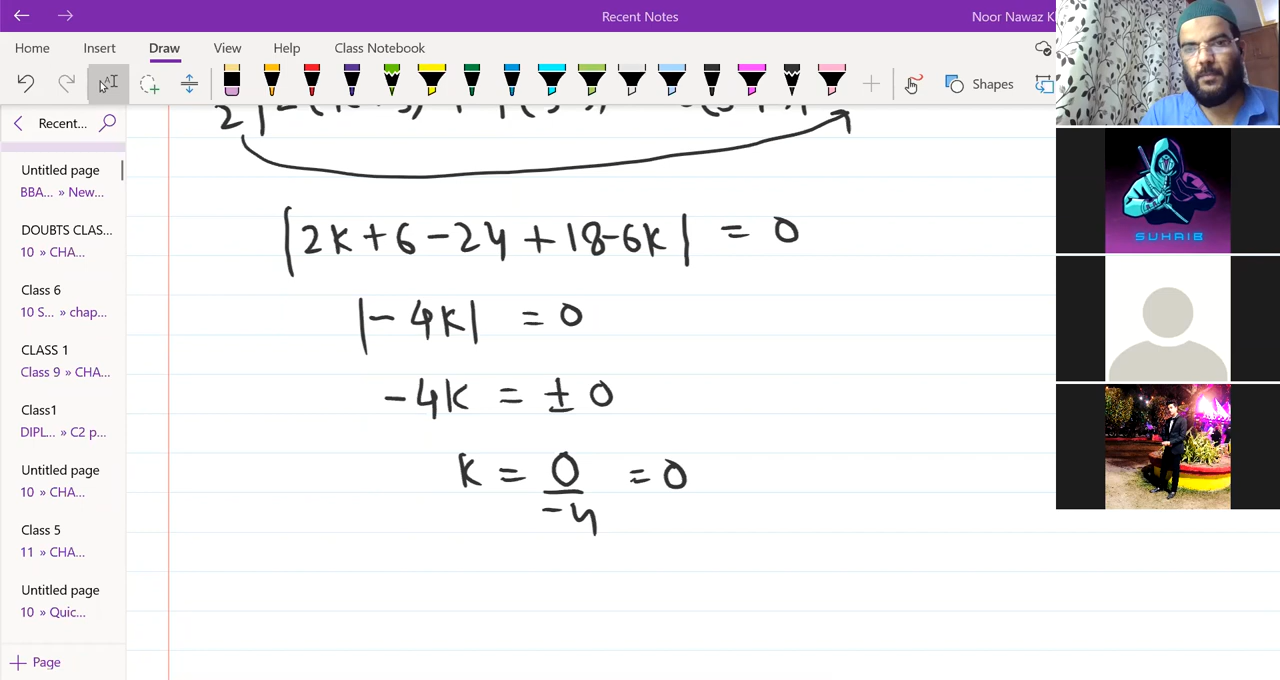 Recent Notes
Noor Nawaz K
Home Insert Draw View Help Class Notebook
Shapes
Recent...
Untitled page
BBA... » New...
DOUBTS CLAS...
10 » CHA...
Class 6
10 S... » chap...
CLASS 1
Class 9 » CHA...
Class1
DIPL... » C2 p...
Untitled page
10 » CHA...
Class 5
11 » CHA...
Untitled page
10 » Quic...
Page
|2k+6-24+18-6k| = 0
|-4k| = 0
-4k = ± 0
k = 0/-4 = 0
SUHAIB